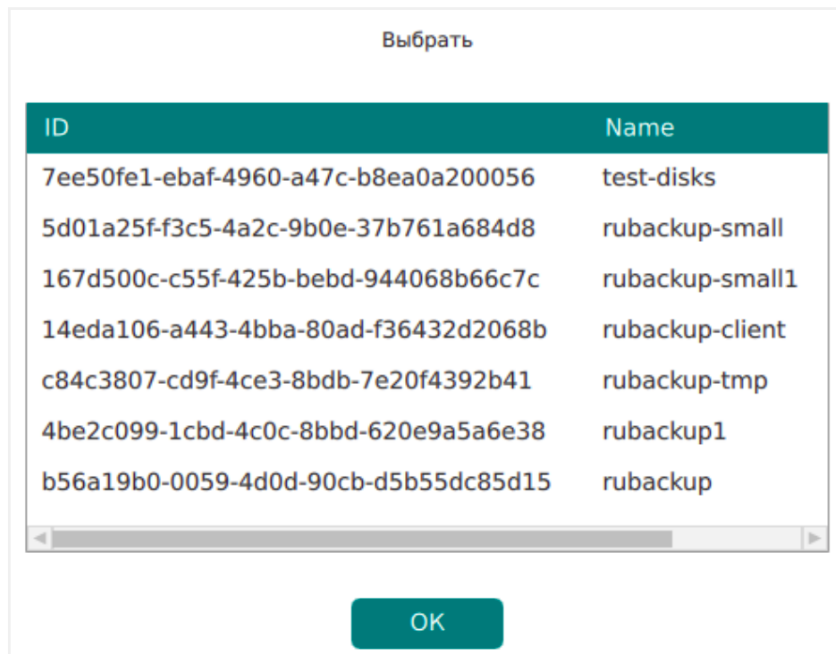 Выбрать
ID Name
7ee50fe1-ebaf-4960-a47c-b8ea0a200056 test-disks
5d01a25f-f3c5-4a2c-9b0e-37b761a684d8 rubackup-small
167d500c-c55f-425b-bebd-944068b66c7c rubackup-small1
14eda106-a443-4bba-80ad-f36432d2068b rubackup-client
c84c3807-cd9f-4ce3-8bdb-7e20f4392b41 rubackup-tmp
4be2c099-1cbd-4c0c-8bbd-620e9a5a6e38 rubackup1
b56a19b0-0059-4d0d-90cb-d5b55dc85d15 rubackup
OK